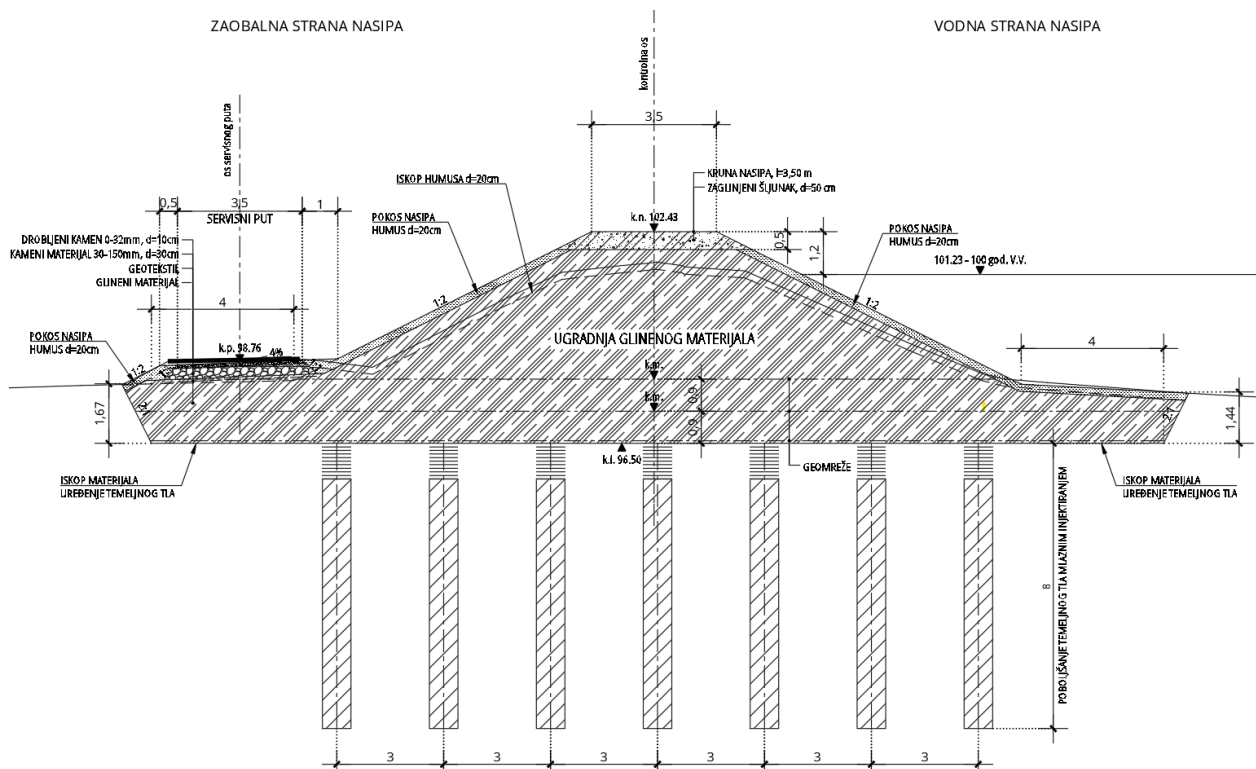 ZAOBALNA STRANA NASIPA
VODNA STRANA NASIPA
kontrolna os
os servisnog puta
3,5
ISKOP HUMUSA d=20cm
KRUNA NASIPA, l=3,50 m
ZAGLINJENI ŠLJUNAK, d=50 cm
0,5
3,5
1
SERVISNI PUT
POKOS NASIPA
HUMUS d=20cm
k.n. 102.43
0,5
1,2
POKOS NASIPA
HUMUS d=20cm
101.23 – 100 god. V.V.
DROBLJENI KAMEN 0-32mm, d=10cm
KAMENI MATERIJAL 30–150mm, d=30cm
GEOTEKSTIL
GLINENI MATERIJAL
4
1:2
1:2
UGRADNJA GLINENOG MATERIJALA
POKOS NASIPA
HUMUS d=20cm
k.p. 98.76
4%
1:2
4
k.m.
k.m.
0,9
0,9
1,67
1:2
2:1
1,44
k.i. 96.50
GEOMREŽE
ISKOP MATERIJALA
UREĐENJE TEMELJNOG TLA
ISKOP MATERIJALA
UREĐENJE TEMELJNOG TLA
8
POBOLJŠANJE TEMELJNOG TLA MLAZNIM INJEKTIRANJEM
3
3
3
3
3
3